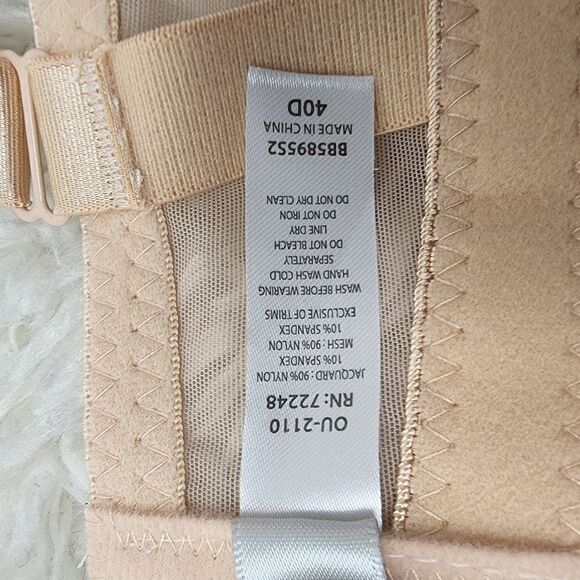 OU-2110
RN: 72248
JACQUARD : 90% NYLON
10% SPANDEX
MESH : 90% NYLON
10% SPANDEX
EXCLUSIVE OF TRIMS
WASH BEFORE WEARING
HAND WASH COLD
SEPARATELY
DO NOT BLEACH
LINE DRY
DO NOT IRON
DO NOT DRY CLEAN
BB5895S2
MADE IN CHINA
40D